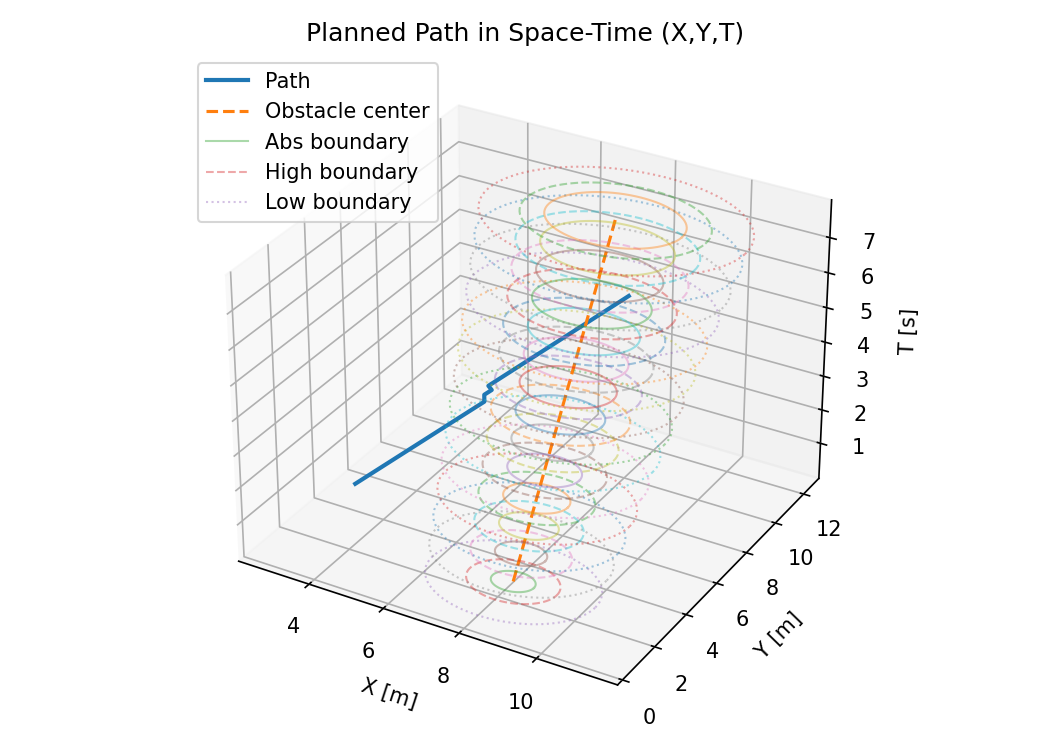 Planned Path in Space-Time (X,Y,T)
Path
Obstacle center
Abs boundary
High boundary
Low boundary
7
6
5
4
3
2
1
T [s]
12
10
8
6
4
2
0
Y [m]
4
6
8
10
X [m]